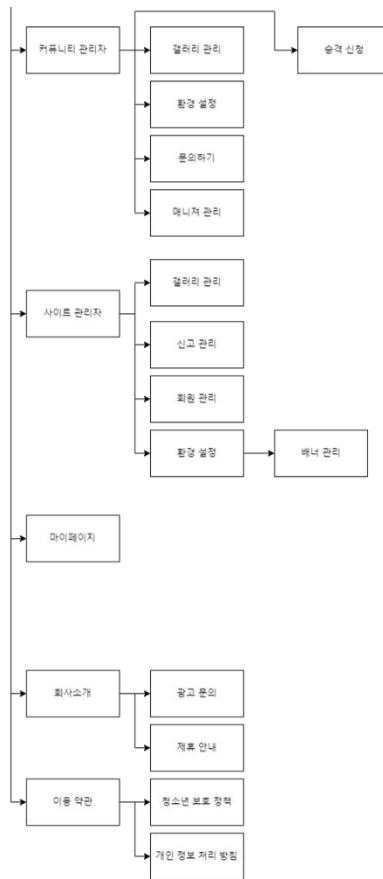 커퓨니티 관리자
갤러리 관리
승격 신청
환경 설정
문의하기
매니져 관리
사이트 관리자
갤러리 관리
신고 관리
회원 관리
환경 설정
배너 관리
마이페이지
회사소개
광고 문의
제휴 안내
이용 약관
청소년 보호 정책
개인 정보 처리 방침